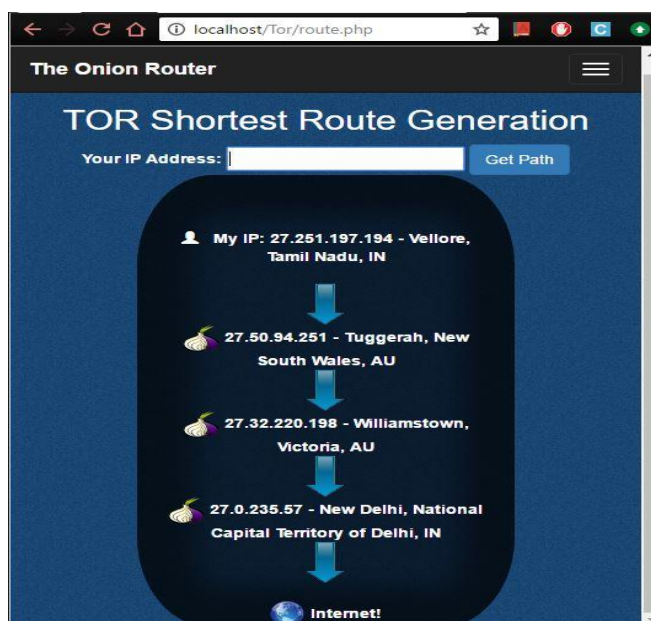 localhost/Tor/route.php
C
The Onion Router
TOR Shortest Route Generation
Your IP Address:
Get Path
My IP: 27.251.197.194 - Vellore,
Tamil Nadu, IN
27.50.94.251 - Tuggerah, New
South Wales, AU
27.32.220.198 - Williamstown,
Victoria, AU
27.0.235.57 - New Delhi, National
Capital Territory of Delhi, IN
Internet!